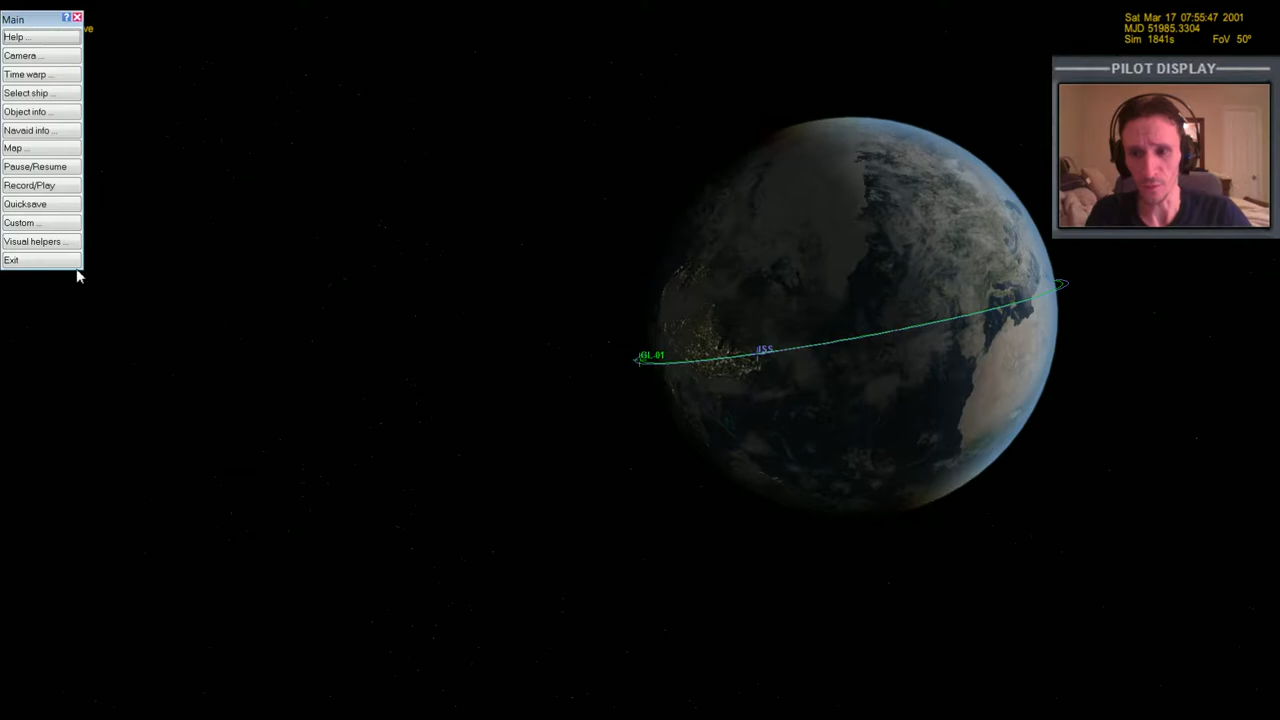 Main
ve
Help ...
Camera ...
Time warp ...
Select ship ...
Object info ...
Navaid info ...
Map ...
Pause/Resume
Record/Play
Quicksave
Custom ...
Visual helpers ...
Exit
Sat Mar 17 07:55:47 2001
MJD 51985.3304
Sim 1841s FoV 50°
PILOT DISPLAY
GL-01
ISS